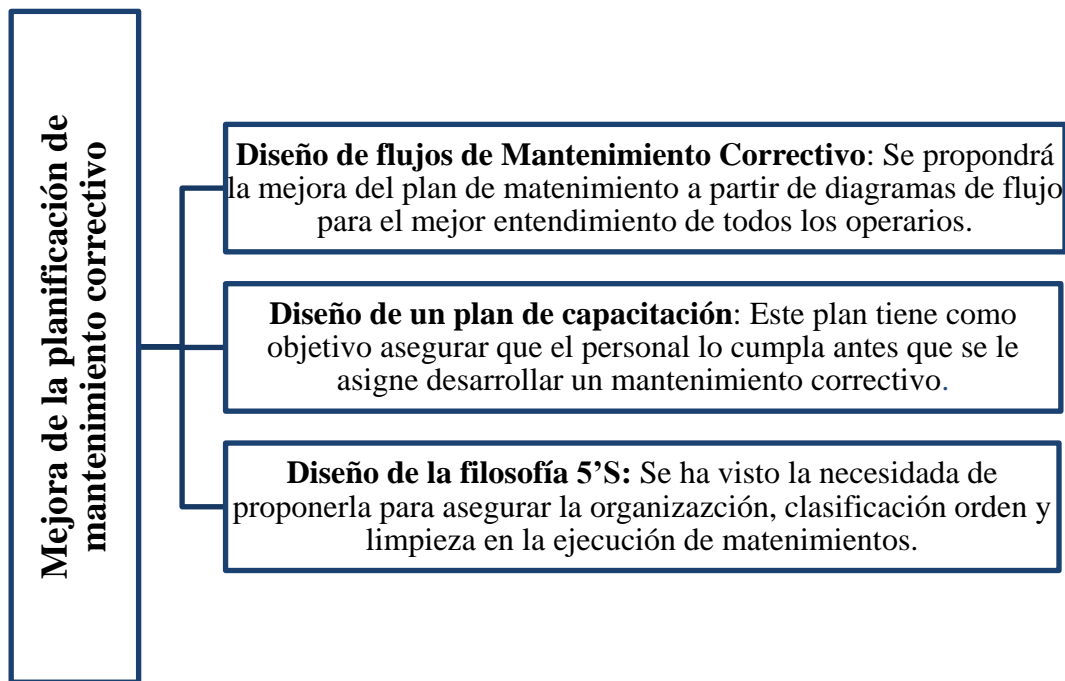 Mejora de la planificación de
mantenimiento correctivo
Diseño de flujos de Mantenimiento Correctivo: Se propondrá
la mejora del plan de matenimiento a partir de diagramas de flujo
para el mejor entendimiento de todos los operarios.
Diseño de un plan de capacitación: Este plan tiene como
objetivo asegurar que el personal lo cumpla antes que se le
asigne desarrollar un mantenimiento correctivo.
Diseño de la filosofía 5’S: Se ha visto la necesidada de
proponerla para asegurar la organizazción, clasificación orden y
limpieza en la ejecución de matenimientos.